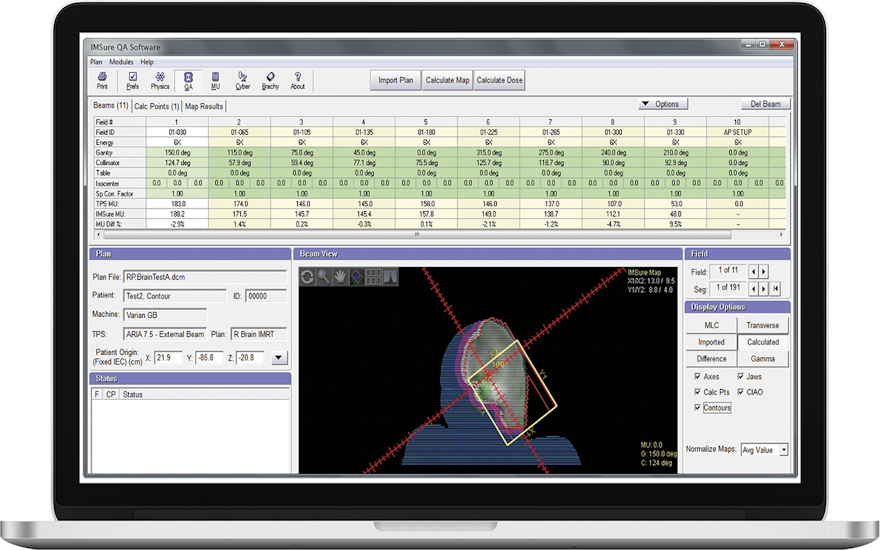 IMSure QA Software
Plan Modules Help
Print Prefs Physics QA MU Cyber Brachy About
Import Plan Calculate Map Calculate Dose
Beams (11) Calc Points (1) Map Results
Options Del Beam
Field # 1 2 3 4 5 6 7 8 9 10
Field ID 01-030 01-065 01-105 01-135 01-180 01-225 01-265 01-300 01-330 AP SETUP
Energy 6X 6X 6X 6X 6X 6X 6X 6X 6X 6X
Gantry 150.0 deg 115.0 deg 75.0 deg 45.0 deg 0.0 deg 315.0 deg 275.0 deg 240.0 deg 210.0 deg 0.0 deg
Collimator 124.7 deg 57.9 deg 59.4 deg 77.1 deg 75.5 deg 125.7 deg 118.7 deg 90.0 deg 92.9 deg 0.0 deg
Table 0.0 deg 0.0 deg 0.0 deg 0.0 deg 0.0 deg 0.0 deg 0.0 deg 0.0 deg 0.0 deg 0.0 deg
Isocenter 0.0 0.0 0.0 0.0 0.0 0.0 0.0 0.0 0.0 0.0 0.0 0.0 0.0 0.0 0.0 0.0 0.0 0.0 0.0 0.0 0.0 0.0 0.0 0.0 0.0 0.0 0.0 0.0 0.0 0.0 0.0
Sp Corr. Factor 1.00 1.00 1.00 1.00 1.00 1.00 1.00 1.00 1.00 1.00
TPS MU: 183.0 174.0 146.0 145.0 158.0 146.0 137.0 107.0 53.0 0.0
IMSure MU: 188.2 171.5 145.7 145.4 157.8 149.0 138.7 112.1 48.0 --
MU Diff %: -2.9% 1.4% 0.2% -0.3% 0.1% -2.1% -1.2% -4.7% 9.5% --
Plan
Plan File: RP.BrainTestA.dcm
Patient: Test2, Contour ID: 00000
Machine: Varian GB
TPS: ARIA 7.5 - External Beam Plan: R Brain IMRT
Patient Origin: (Fixed IEC) (cm) X: 21.9 Y: -85.8 Z: -20.8
Status
F CP Status
Beam View
IMSure Map
X1/X2: 13.0 / 9.5
Y1/Y2: 8.8 / 4.0
MU: 0.0
G: 150.0 deg
C: 124 deg
Field
Field: 1 of 11
Seg: 1 of 191
Display Options
MLC Transverse
Imported Calculated
Difference Gamma
Axes Jaws
Calc Pts CIAO
Contours
Normalize Maps: Avg Value